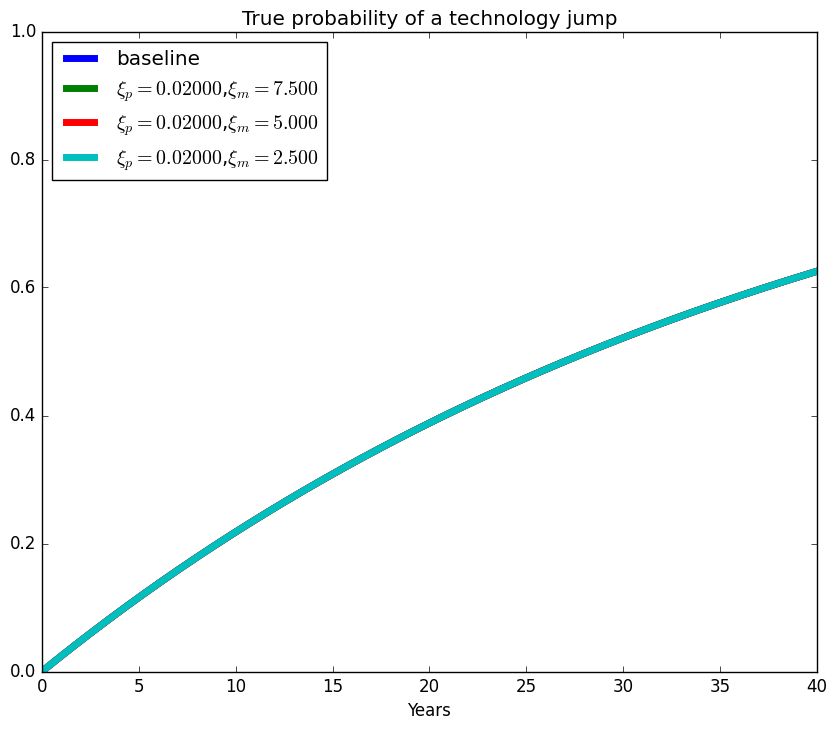 True probability of a technology jump
baseline
ξₚ = 0.02000,ξₘ = 7.500
ξₚ = 0.02000,ξₘ = 5.000
ξₚ = 0.02000,ξₘ = 2.500
1.0
0.8
0.6
0.4
0.2
0.0
0 5 10 15 20 25 30 35 40
Years